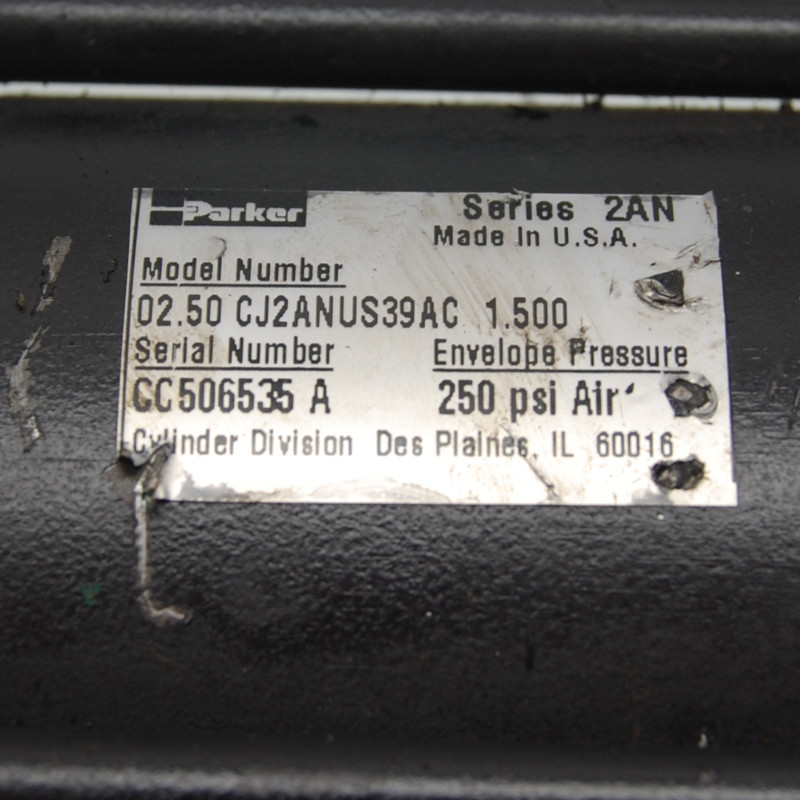 Parker
Series 2AN
Made In U.S.A.
Model Number
02.50 CJ2ANUS39AC 1.500
Serial Number Envelope Pressure
CC506535 A 250 psi Air
Cylinder Division Des Plaines, IL 60016